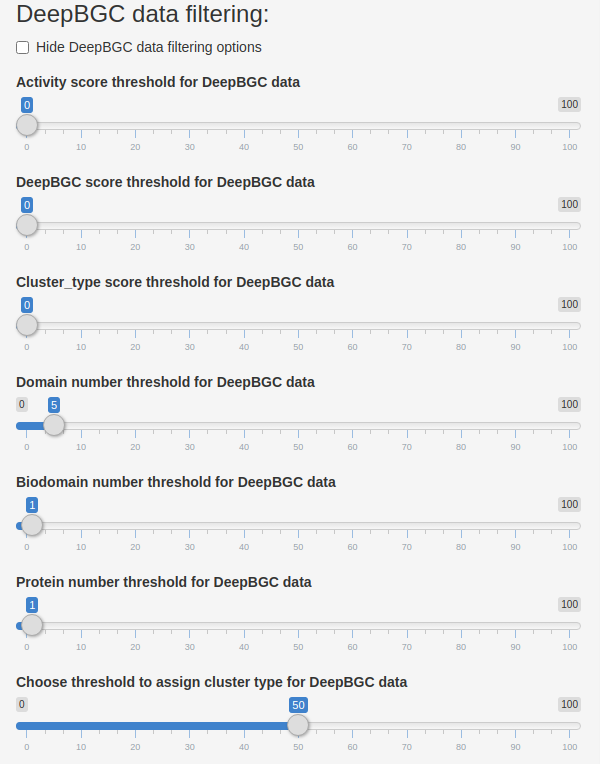 DeepBGC data filtering:
Hide DeepBGC data filtering options
Activity score threshold for DeepBGC data
0 100
0 10 20 30 40 50 60 70 80 90 100
DeepBGC score threshold for DeepBGC data
0 100
0 10 20 30 40 50 60 70 80 90 100
Cluster_type score threshold for DeepBGC data
0 100
0 10 20 30 40 50 60 70 80 90 100
Domain number threshold for DeepBGC data
0 5 100
0 10 20 30 40 50 60 70 80 90 100
Biodomain number threshold for DeepBGC data
1 100
0 10 20 30 40 50 60 70 80 90 100
Protein number threshold for DeepBGC data
1 100
0 10 20 30 40 50 60 70 80 90 100
Choose threshold to assign cluster type for DeepBGC data
0 50 100
0 10 20 30 40 50 60 70 80 90 100